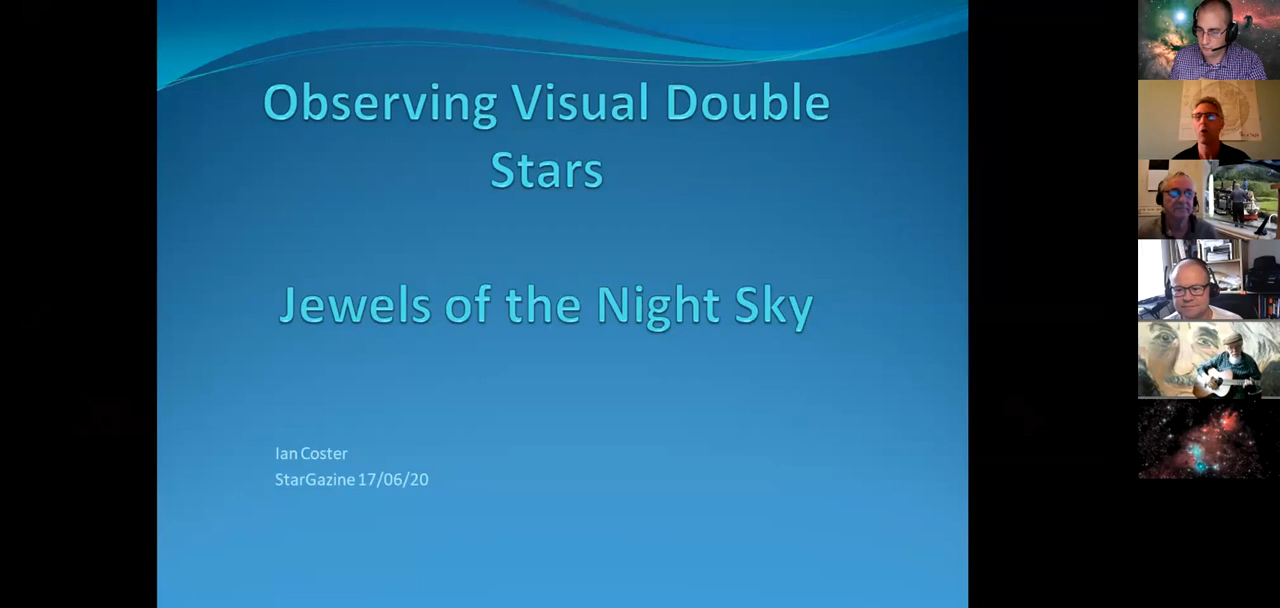 Observing Visual Double
Stars
Jewels of the Night Sky
Ian Coster
StarGazine 17/06/20